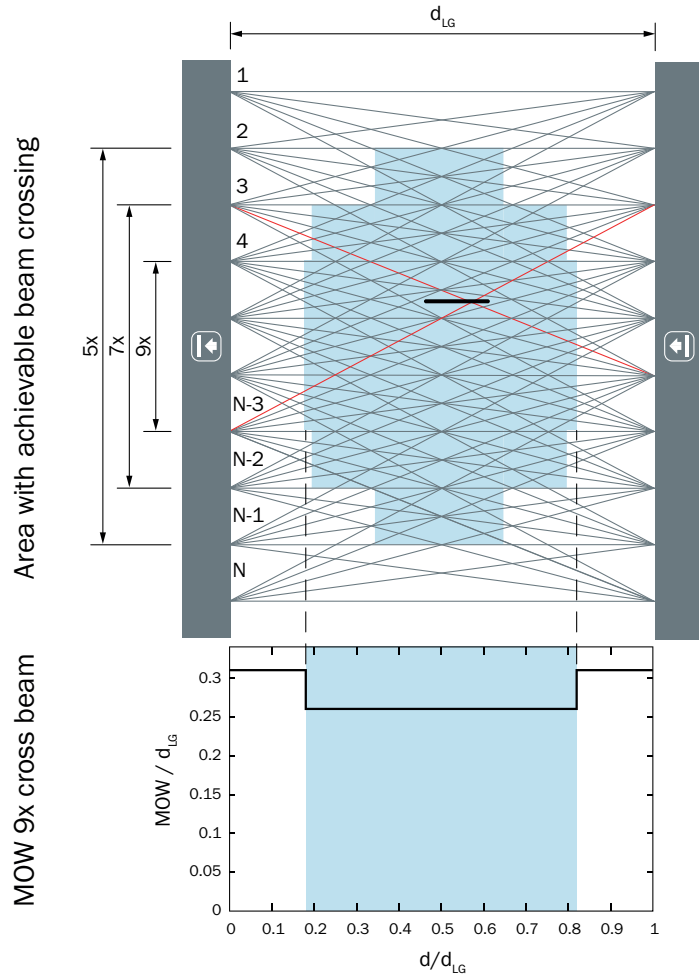 d_LG
Area with achievable beam crossing
1
2
3
4
N-3
N-2
N-1
N
5x
7x
9x
MOW 9x cross beam
MOW / d_LG
0.3
0.25
0.2
0.15
0.1
0.05
0
0 0.1 0.2 0.3 0.4 0.5 0.6 0.7 0.8 0.9 1
d/d_LG